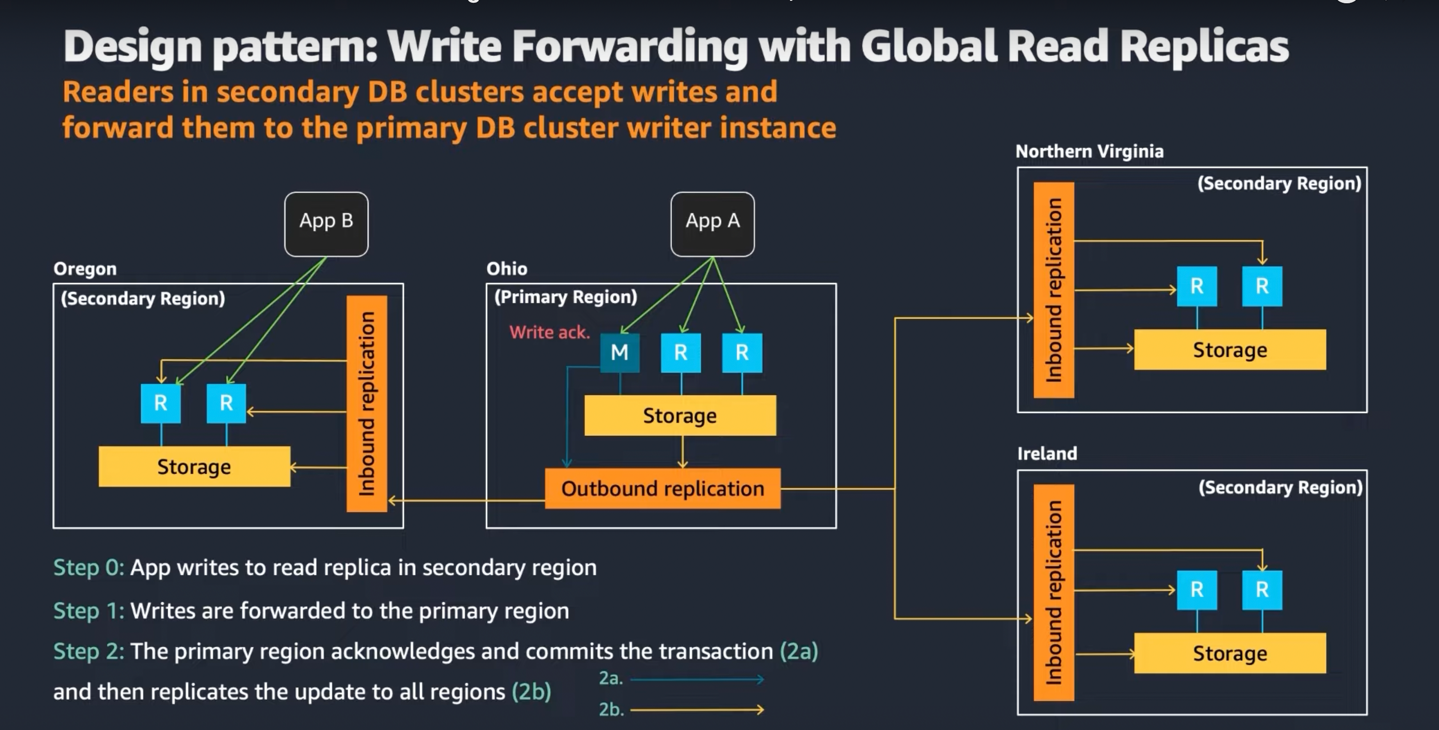 Design pattern: Write Forwarding with Global Read Replicas
Readers in secondary DB clusters accept writes and
forward them to the primary DB cluster writer instance
App B
Oregon
(Secondary Region)
Inbound replication
R
R
Storage
App A
Ohio
(Primary Region)
Write ack.
M
R
R
Storage
Outbound replication
Northern Virginia
(Secondary Region)
Inbound replication
R
R
Storage
Ireland
(Secondary Region)
Inbound replication
R
R
Storage
Step 0: App writes to read replica in secondary region
Step 1: Writes are forwarded to the primary region
Step 2: The primary region acknowledges and commits the transaction (2a)
and then replicates the update to all regions (2b)
2a.
2b.